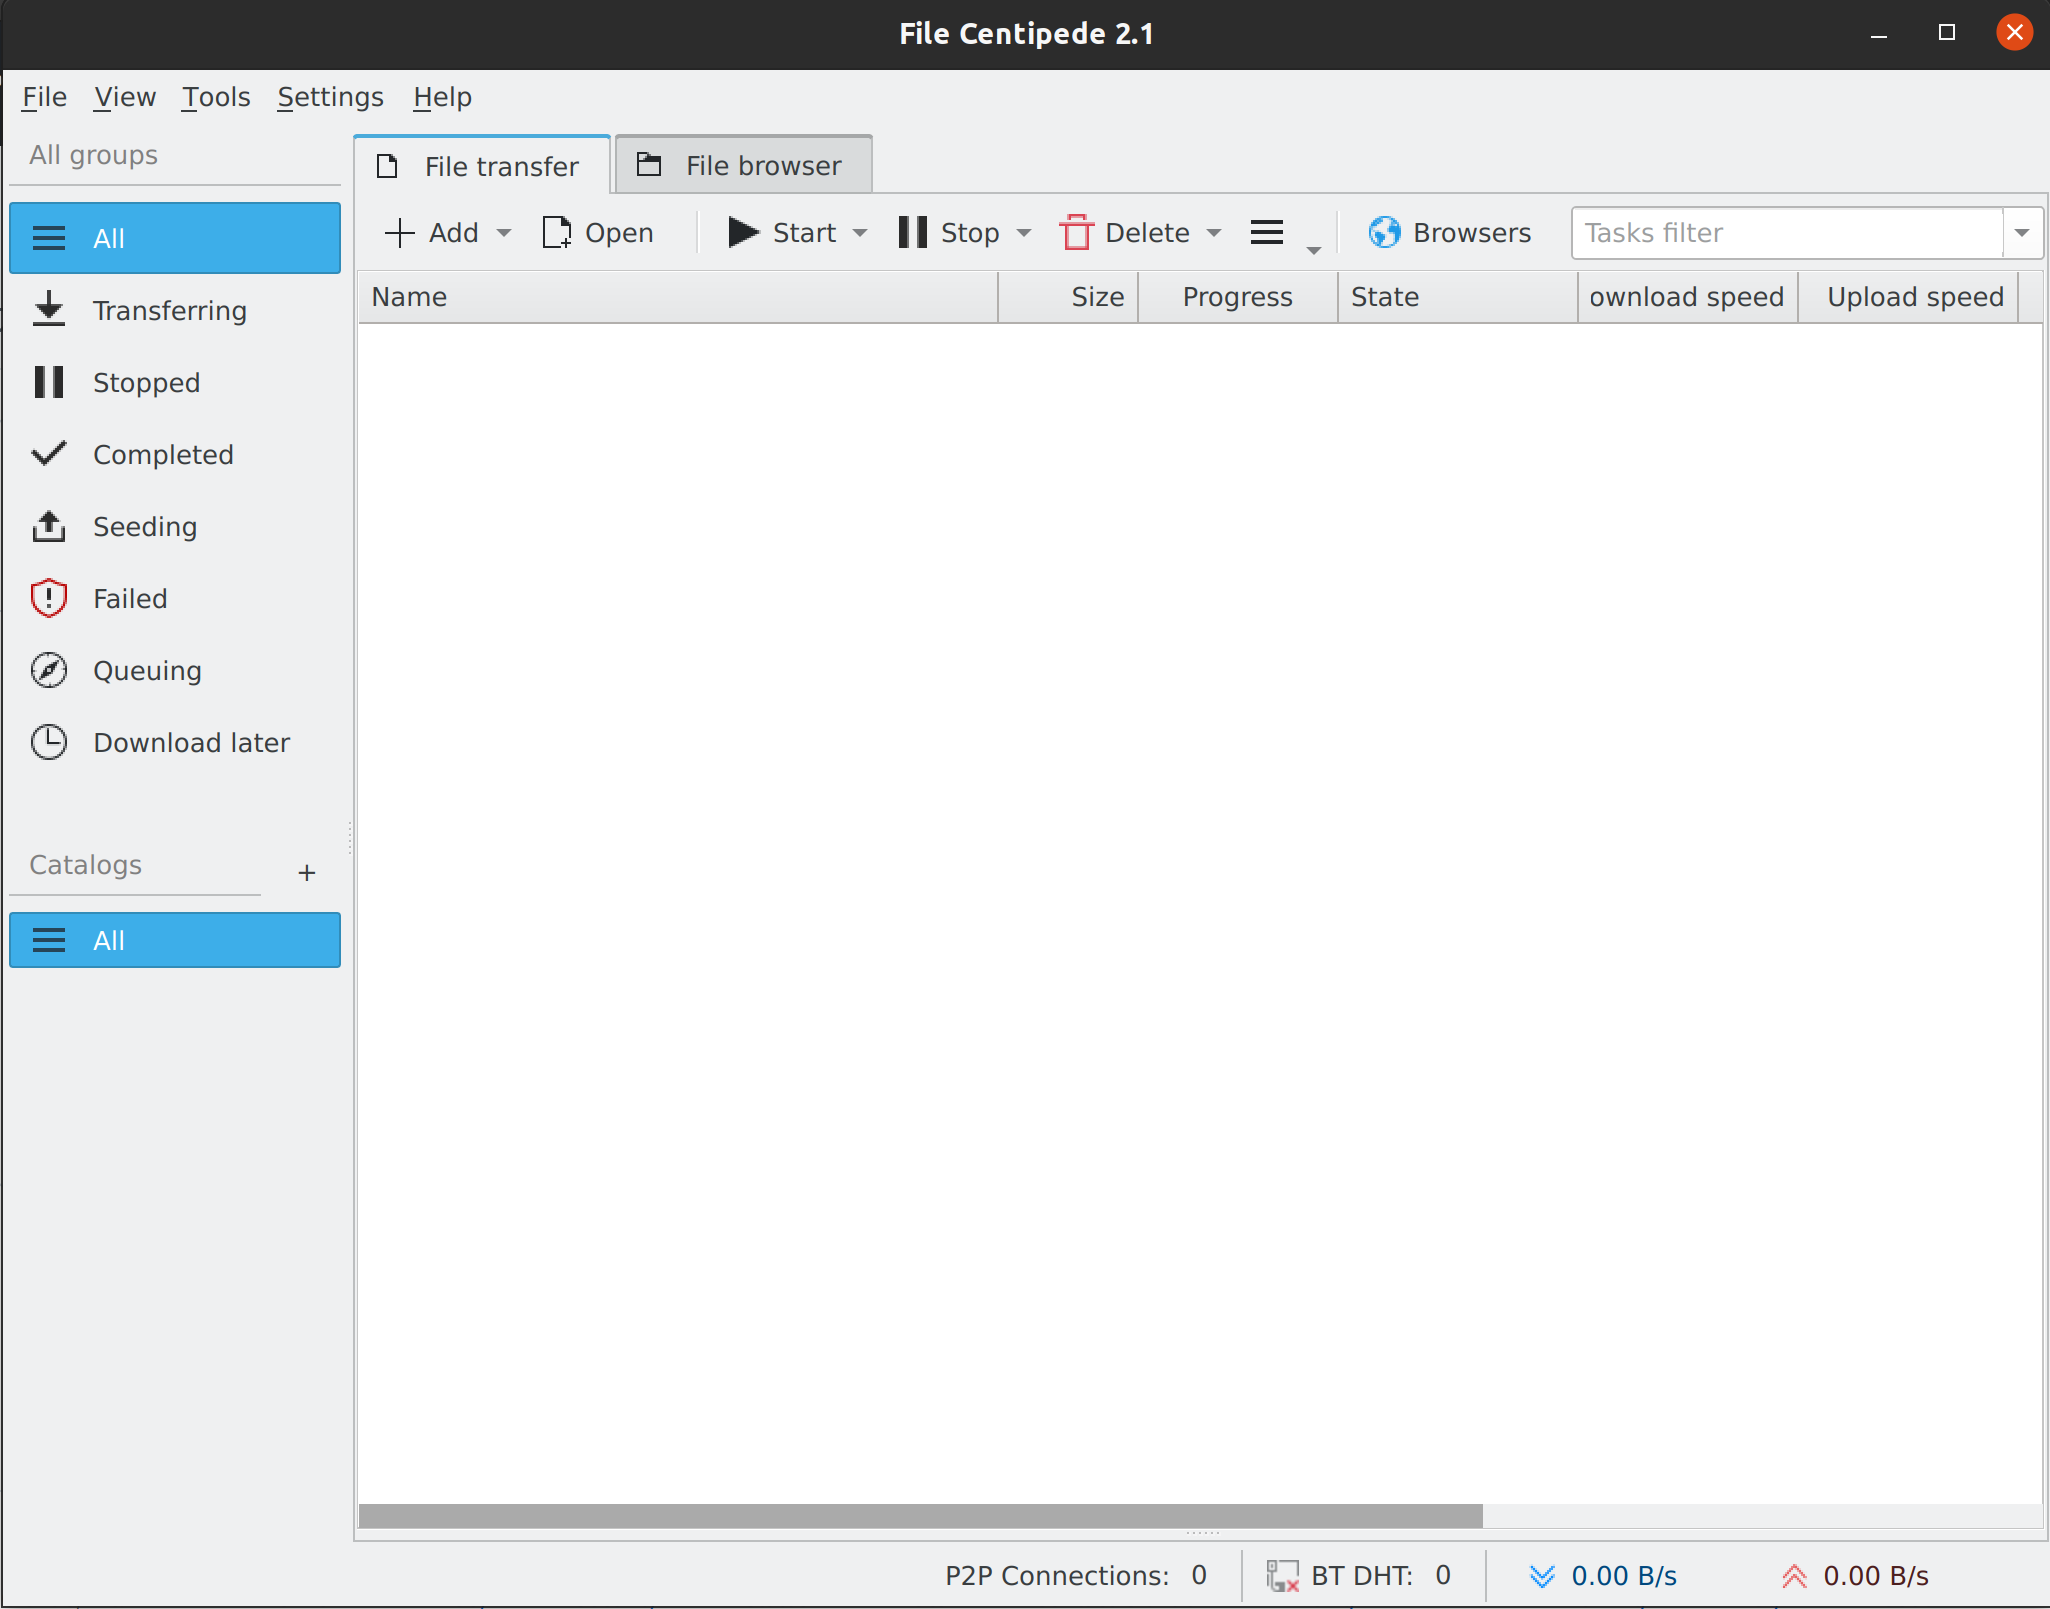 File Centipede 2.1
File View Tools Settings Help
All groups
All
Transferring
Stopped
Completed
Seeding
Failed
Queuing
Download later
Catalogs +
All
File transfer File browser
Add Open Start Stop Delete Browsers Tasks filter
Name Size Progress State ownload speed Upload speed
P2P Connections: 0 BT DHT: 0 0.00 B/s 0.00 B/s